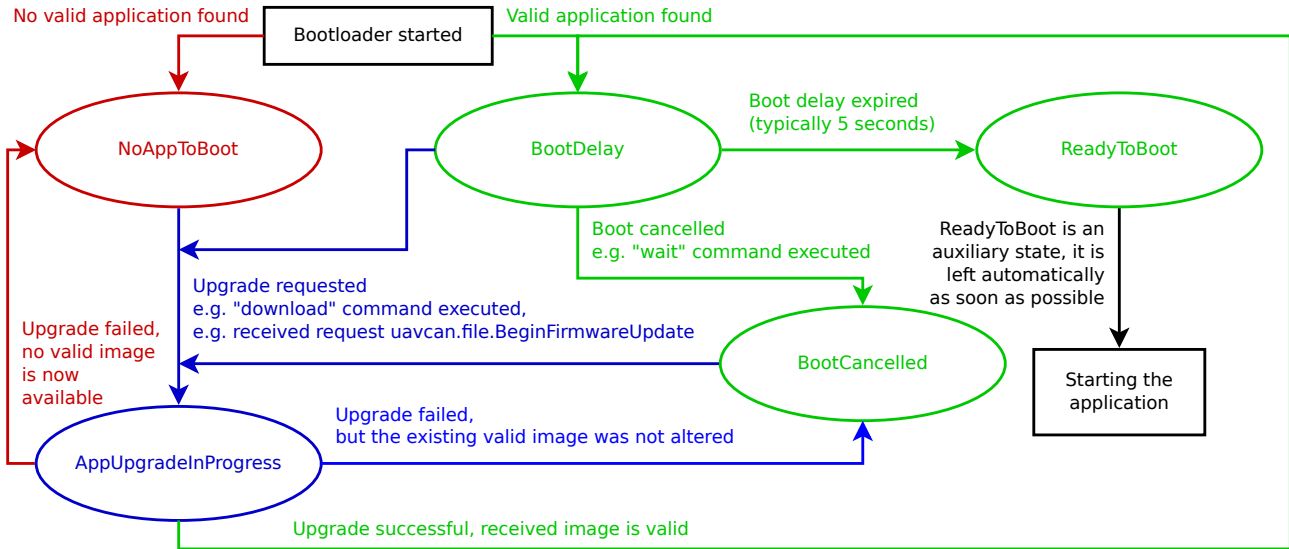 No valid application found
Bootloader started
Valid application found
NoAppToBoot
BootDelay
Boot delay expired
(typically 5 seconds)
ReadyToBoot
Boot cancelled
e.g. "wait" command executed
ReadyToBoot is an
auxiliary state, it is
left automatically
as soon as possible
Upgrade requested
e.g. "download" command executed,
e.g. received request uavcan.file.BeginFirmwareUpdate
Upgrade failed,
no valid image
is now
available
BootCancelled
Starting the
application
Upgrade failed,
but the existing valid image was not altered
AppUpgradeInProgress
Upgrade successful, received image is valid